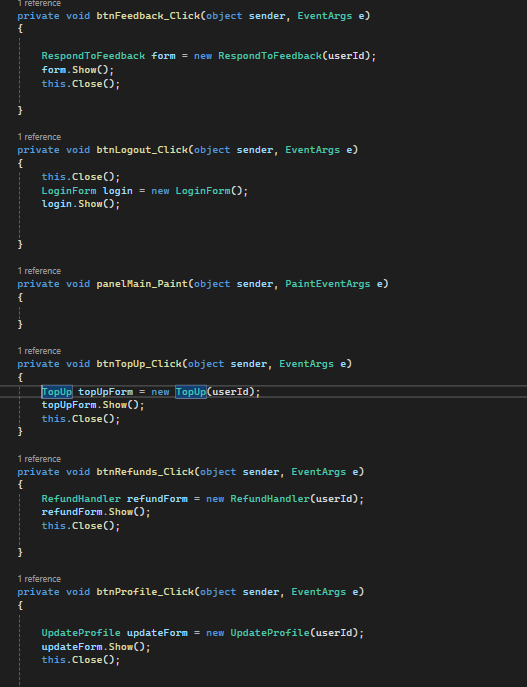 1 reference
private void btnFeedback_Click(object sender, EventArgs e)
{
RespondToFeedback form = new RespondToFeedback(userId);
form.Show();
this.Close();
}
1 reference
private void btnLogout_Click(object sender, EventArgs e)
{
this.Close();
LoginForm login = new LoginForm();
login.Show();
}
1 reference
private void panelMain_Paint(object sender, PaintEventArgs e)
{
}
1 reference
private void btnTopUp_Click(object sender, EventArgs e)
{
TopUp topUpForm = new TopUp(userId);
topUpForm.Show();
this.Close();
}
1 reference
private void btnRefunds_Click(object sender, EventArgs e)
{
RefundHandler refundForm = new RefundHandler(userId);
refundForm.Show();
this.Close();
}
1 reference
private void btnProfile_Click(object sender, EventArgs e)
{
UpdateProfile updateForm = new UpdateProfile(userId);
updateForm.Show();
this.Close();